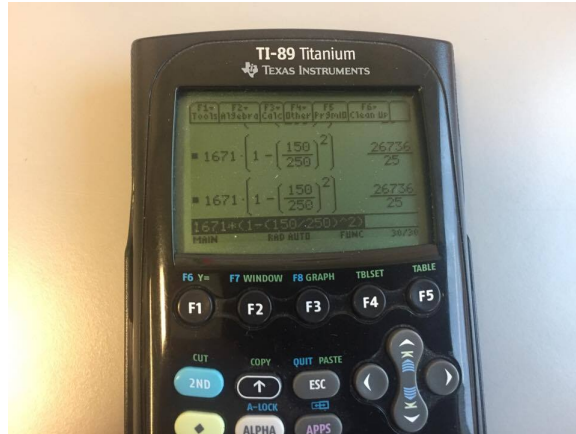 TI-89 Titanium
TEXAS INSTRUMENTS
F1▾ F2▾ F3▾ F4▾ F5 F6▾
Tools Algebra Calc Other PrgmIO Clean Up
▪ 1671·(1 - (150/250)^2) 26736/25
▪ 1671·(1 - (150/250)^2) 26736/25
1671*(1-(150/250)^2)
MAIN RAD AUTO FUNC 30/30
F6 Y= F7 WINDOW F8 GRAPH TBLSET TABLE
F1 F2 F3 F4 F5
CUT COPY QUIT PASTE
2ND ↑ ESC
A-LOCK
ALPHA APPS